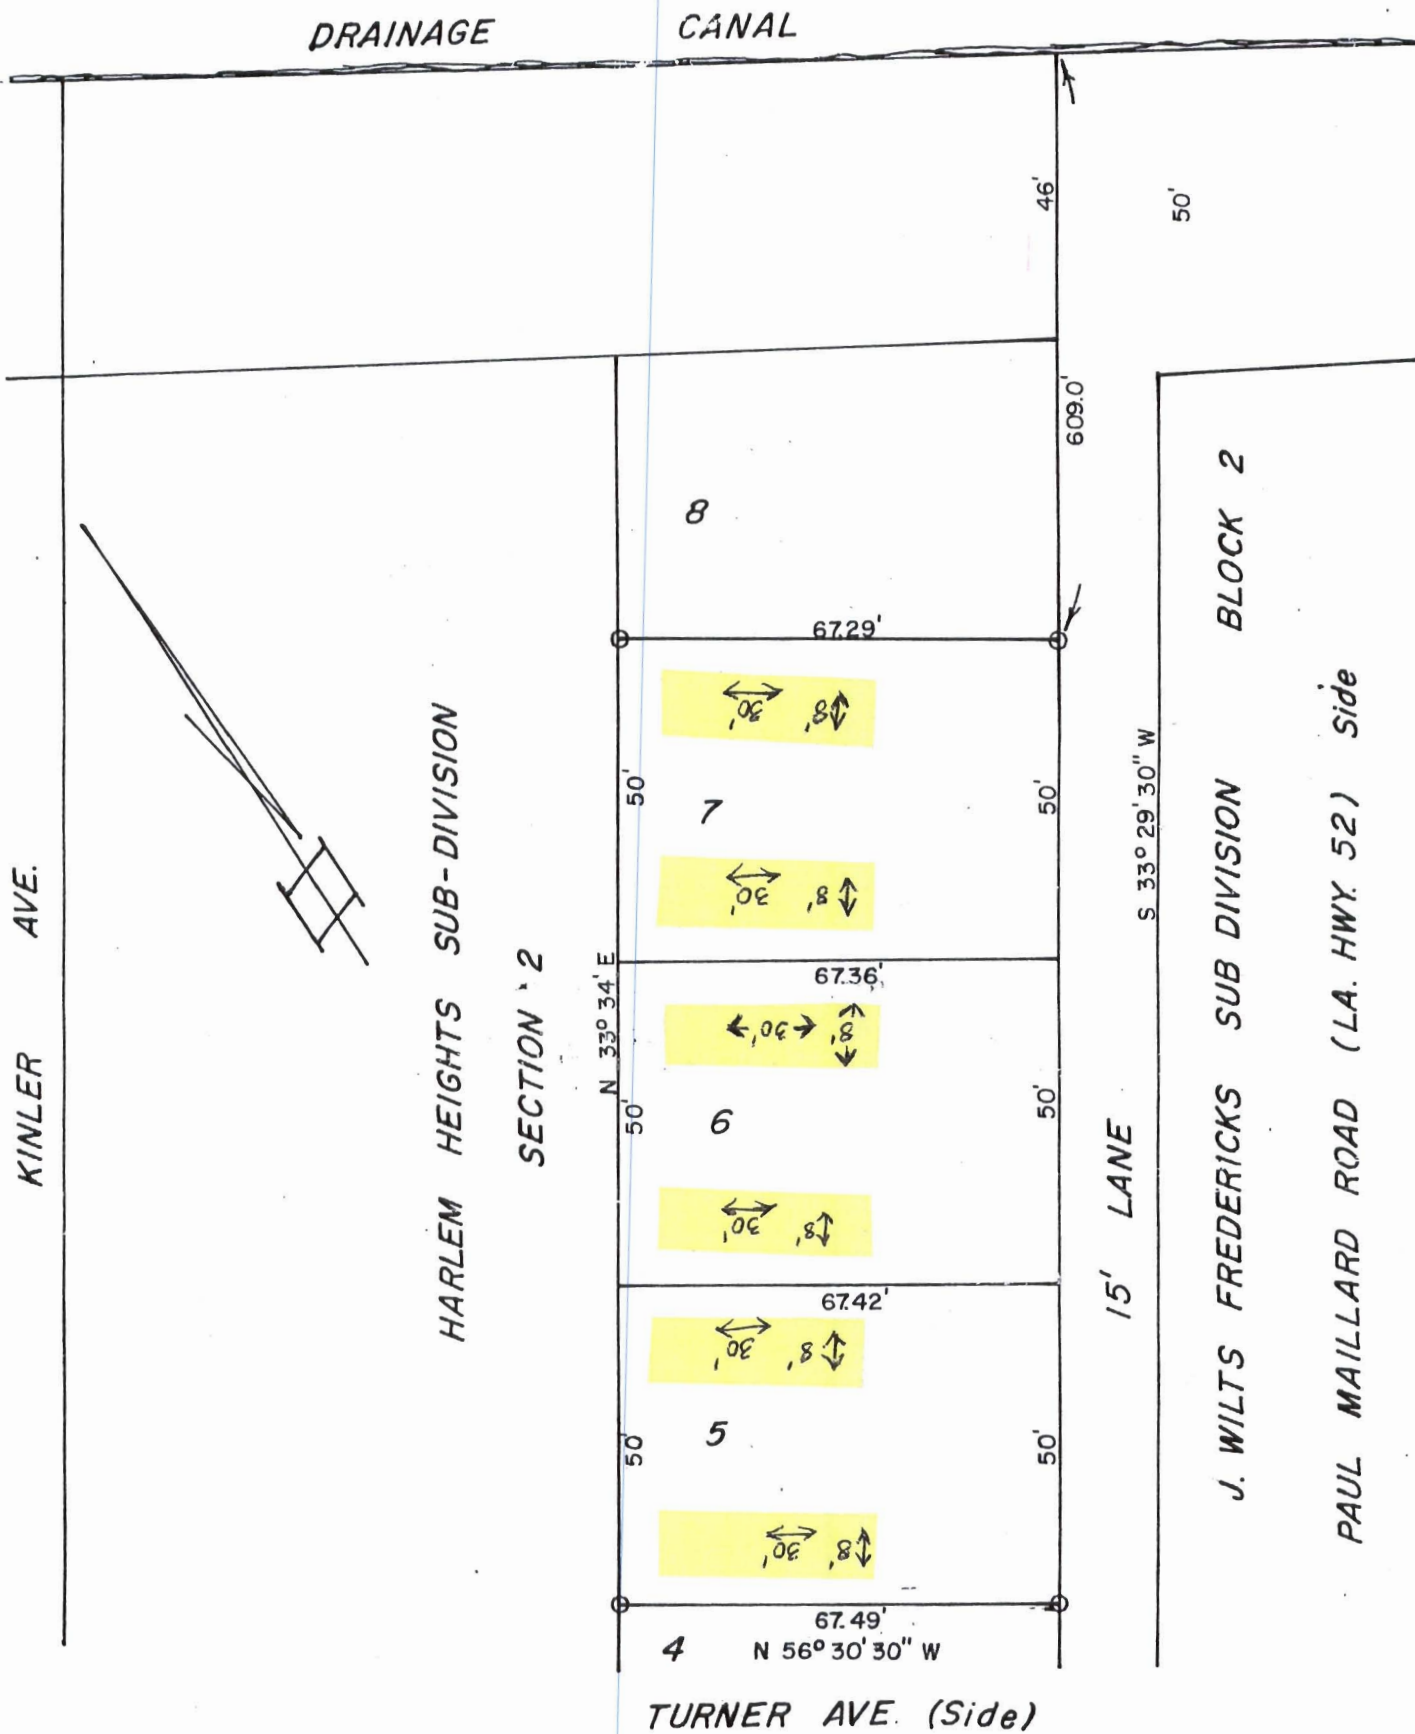 DRAINAGE CANAL
46'
50'
609.0'
8
67.29'
30' 8'
50'
7
50'
30' 8'
67.36'
30' 8'
50'
6
50'
30' 8'
67.42'
30' 8'
50'
5
50'
30' 8'
67.49'
N 56° 30' 30" W
4
TURNER AVE. (Side)
KINLER AVE.
HARLEM HEIGHTS SUB-DIVISION
SECTION 2
N 33° 34' E
S 33° 29' 30" W
15' LANE
J. WILTS FREDERICKS SUB DIVISION BLOCK 2
PAUL MAILLARD ROAD (LA. HWY. 52) Side